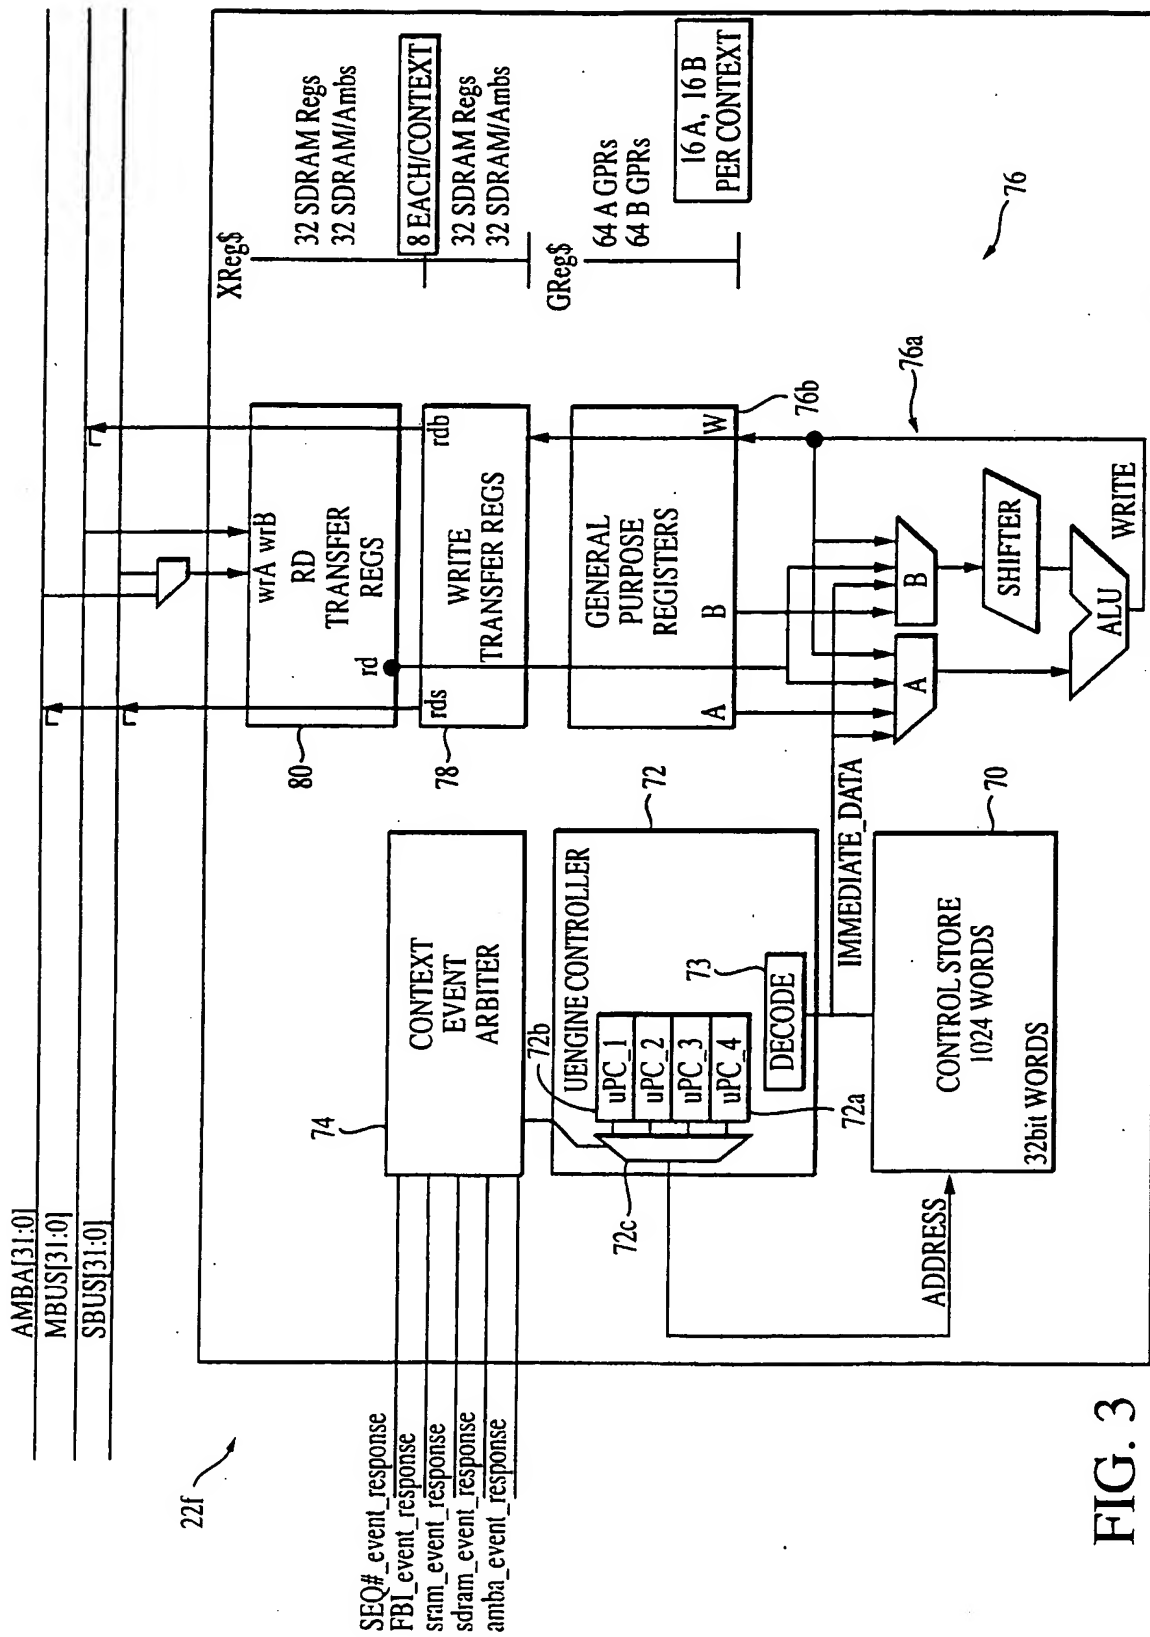 AMBA[31:0]
MBUS[31:0]
SBUS[31:0]
22f
SEQ#_event_response
FBI_event_response
sram_event_response
sdram_event_response
amba_event_response
74
CONTEXT
EVENT
ARBITER
72
UENGINE CONTROLLER
72b
uPC_1
uPC_2
uPC_3
uPC_4
72a
72c
73
DECODE
ADDRESS
IMMEDIATE_DATA
70
CONTROL STORE
1024 WORDS
32bit WORDS
80
wrA wrB
RD
TRANSFER
REGS
rd
78
rds
rdb
WRITE
TRANSFER REGS
GENERAL
PURPOSE
REGISTERS
A
B
W
76b
76a
A
B
SHIFTER
ALU
WRITE
XReg$
32 SDRAM Regs
32 SDRAM/Ambs
8 EACH/CONTEXT
32 SDRAM Regs
32 SDRAM/Ambs
GReg$
64 A GPRs
64 B GPRs
16 A, 16 B
PER CONTEXT
76
FIG. 3